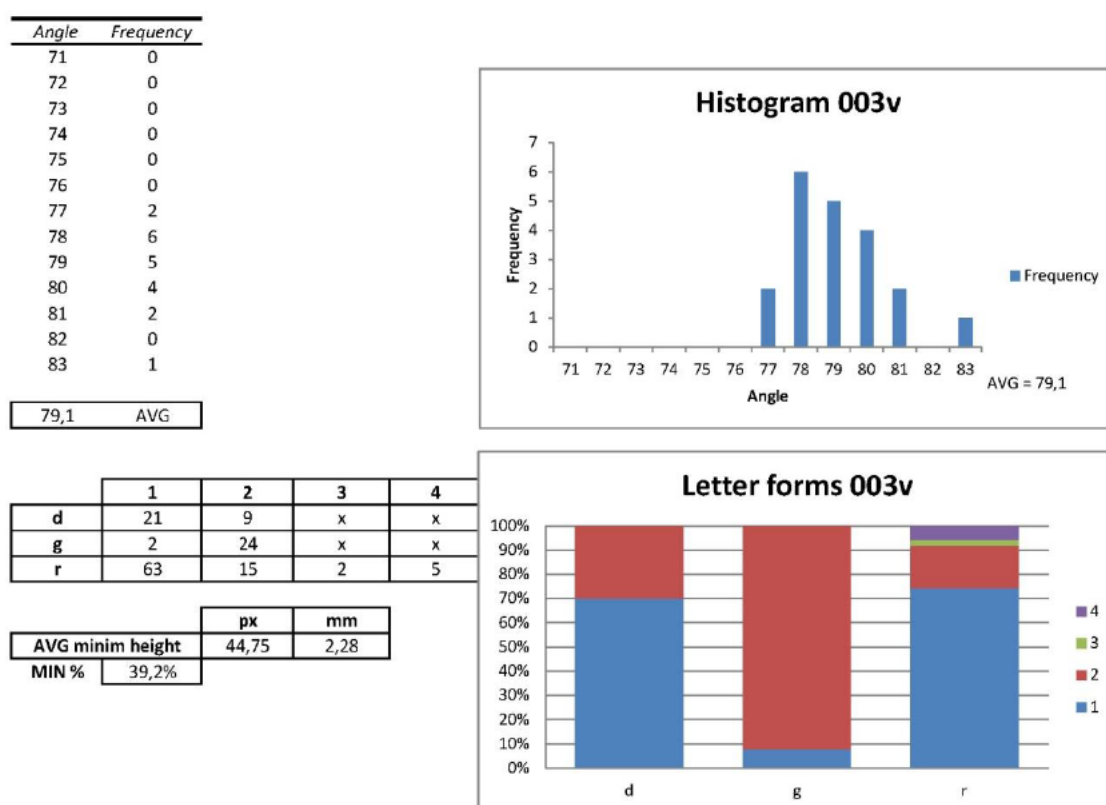 Angle Frequency
71 0
72 0
73 0
74 0
75 0
76 0
77 2
78 6
79 5
80 4
81 2
82 0
83 1
79,1 AVG
Histogram 003v
7
6
5
4
3
2
1
0
Frequency
71 72 73 74 75 76 77 78 79 80 81 82 83
Angle
Frequency
AVG = 79,1
1 2 3 4
d 21 9 x x
g 2 24 x x
r 63 15 2 5
px mm
AVG minim height 44,75 2,28
MIN % 39,2%
Letter forms 003v
100%
90%
80%
70%
60%
50%
40%
30%
20%
10%
0%
d g r
4
3
2
1